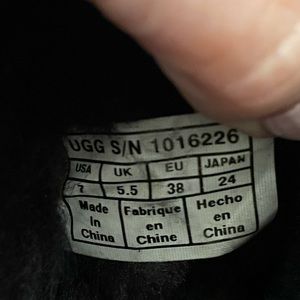 UGG S/N 1016226
USA UK EU JAPAN
7 5.5 38 24
Made Fabrique Hecho
in en en
China Chine China